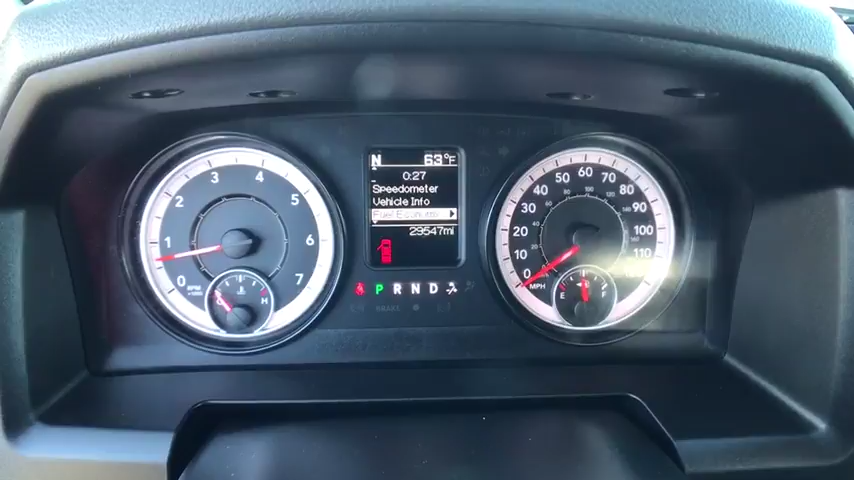 N 63°F
0:27
Speedometer
Vehicle Info
Fuel Economy
29547mi
0 1 2 3 4 5 6 7
RPM
C H
0 10 20 30 40 50 60 70 80 90 100 110
MPH
E F
P R N D
BRAKE